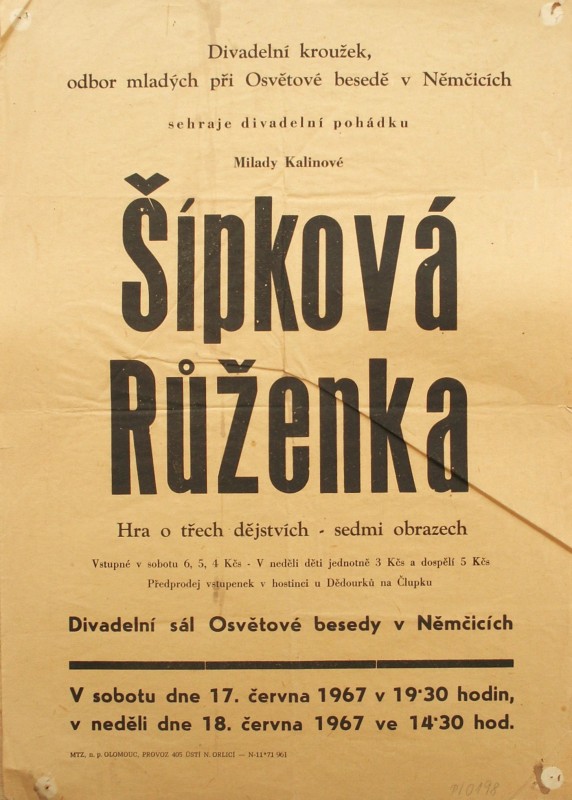 Divadelní kroužek,
odbor mladých při Osvětové besedě v Němčicích
sehraje divadelní pohádku
Milady Kalinové
Šípková
Růženka
Hra o třech dějstvích - sedmi obrazech
Vstupné v sobotu 6, 5, 4 Kčs - V neděli děti jednotně 3 Kčs a dospělí 5 Kčs
Předprodej vstupenek v hostinci u Dědourků na Člupku
Divadelní sál Osvětové besedy v Němčicích
V sobotu dne 17. června 1967 v 19·30 hodin,
v neděli dne 18. června 1967 ve 14·30 hod.
MTZ, n. p. OLOMOUC, PROVOZ 405 ÚSTÍ N. ORLICÍ — N-11*71 961